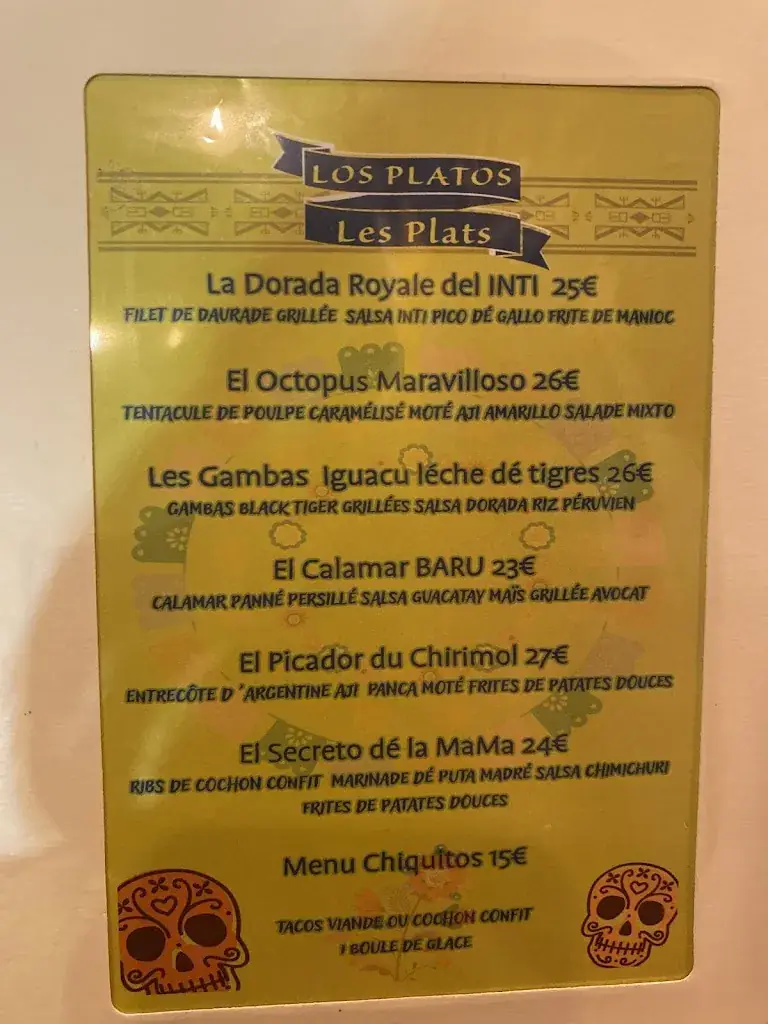 LOS PLATOS
Les Plats
La Dorada Royale del INTI 25€
FILET DE DAURADE GRILLÉE SALSA INTI PICO DÉ GALLO FRITE DE MANIOC
El Octopus Maravilloso 26€
TENTACULE DE POULPE CARAMÉLISÉ MOTÉ AJI AMARILLO SALADE MIXTO
Les Gambas Iguacù léche dé tigres 26€
GAMBAS BLACK TIGER GRILLÉES SALSA DORADA RIZ PÉRUVIEN
El Calamar BARU 23€
CALAMAR PANNÉ PERSILLÉ SALSA GUACATAY MAÏS GRILLÉE AVOCAT
El Picador du Chirimol 27€
ENTRECÔTE D 'ARGENTINE AJI PANCA MOTÉ FRITES DE PATATES DOUCES
El Secreto dé la MaMa 24€
RIBS DE COCHON CONFIT MARINADE DÉ PUTA MADRÉ SALSA CHIMICHURI
FRITES DE PATATES DOUCES
Menu Chiquitos 15€
TACOS VIANDE OU COCHON CONFIT
1 BOULE DE GLACE